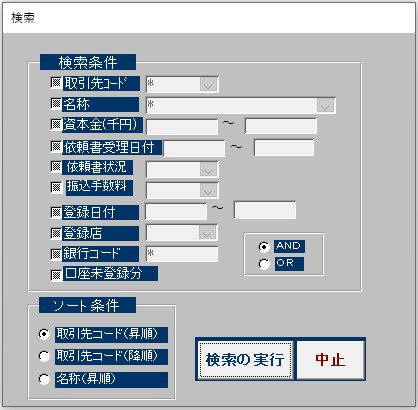 検索
検索条件
取引先コード *
名称 *
資本金(千円) ～
依頼書受理日付 ～
依頼書状況
振込手数料
登録日付 ～
登録店
銀行コード *
口座未登録分
AND
OR
ソート条件
取引先コード(昇順)
取引先コード(降順)
名称(昇順)
検索の実行 中止